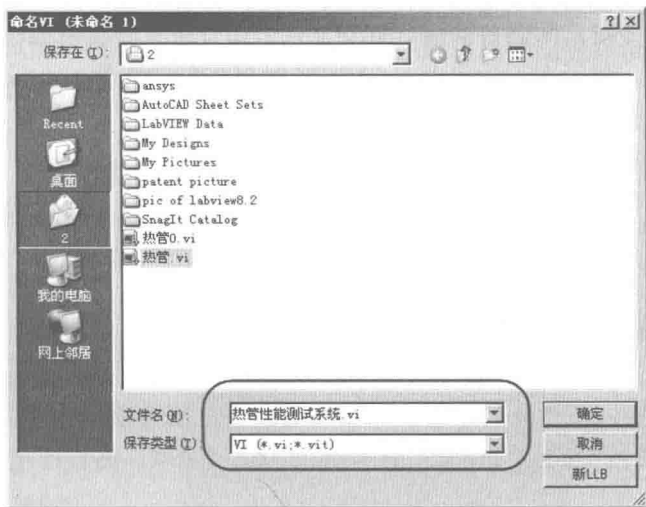 命名VI (未命名 1)
保存在(I):
2
ansys
AutoCAD Sheet Sets
LabVIEW Data
My Designs
My Pictures
patent picture
pic of labview8.2
SnagIt Catalog
热管0.vi
热管.vi
Recent
桌面
2
我的电脑
网上邻居
文件名(N):
热管性能测试系统.vi
确定
保存类型(T):
VI (*.vi;*.vit)
取消
新LLB